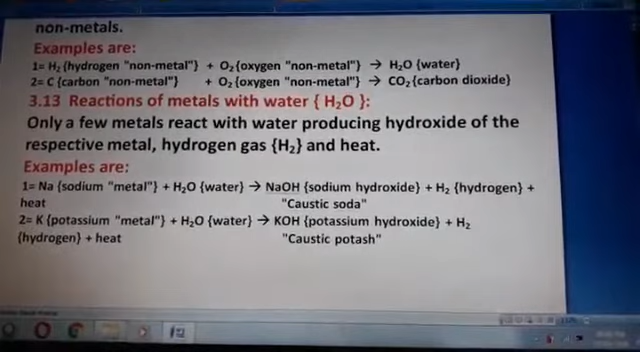 non-metals.
Examples are:
1= H₂ {hydrogen "non-metal"} + O₂ {oxygen "non-metal"} → H₂O {water}
2= C {carbon "non-metal"} + O₂ {oxygen "non-metal"} → CO₂ {carbon dioxide}
3.13 Reactions of metals with water { H₂O }:
Only a few metals react with water producing hydroxide of the
respective metal, hydrogen gas {H₂} and heat.
Examples are:
1= Na {sodium "metal"} + H₂O {water} → NaOH {sodium hydroxide} + H₂ {hydrogen} +
heat "Caustic soda"
2= K {potassium "metal"} + H₂O {water} → KOH {potassium hydroxide} + H₂
{hydrogen} + heat "Caustic potash"